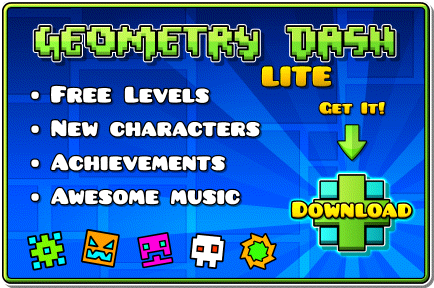 GEOMETRY DASH
LITE
• FREE LEVELS
GET IT!
• NEW CHARACTERS
• ACHIEVEMENTS
• AWESOME MUSIC
DOWNLOAD